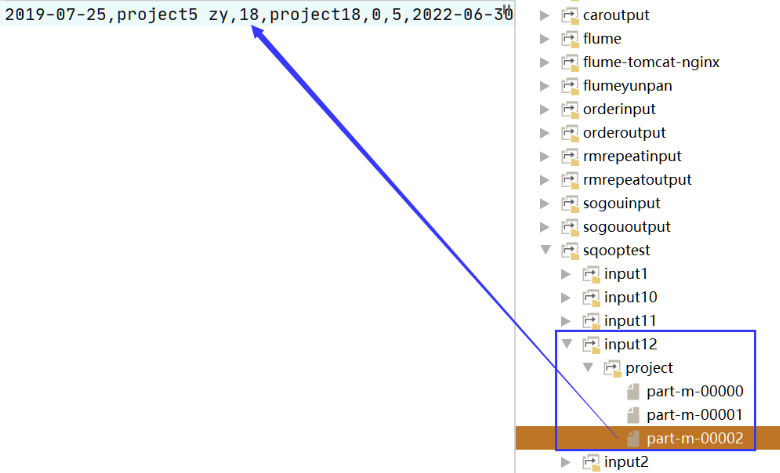 2019-07-25,project5 zy,18,project18,0,5,2022-06-30
caroutput
flume
flume-tomcat-nginx
flumeyunpan
orderinput
orderoutput
rmrepeatinput
rmrepeatoutput
sogouinput
sogououtput
sqooptest
input1
input10
input11
input12
project
part-m-00000
part-m-00001
part-m-00002
input2